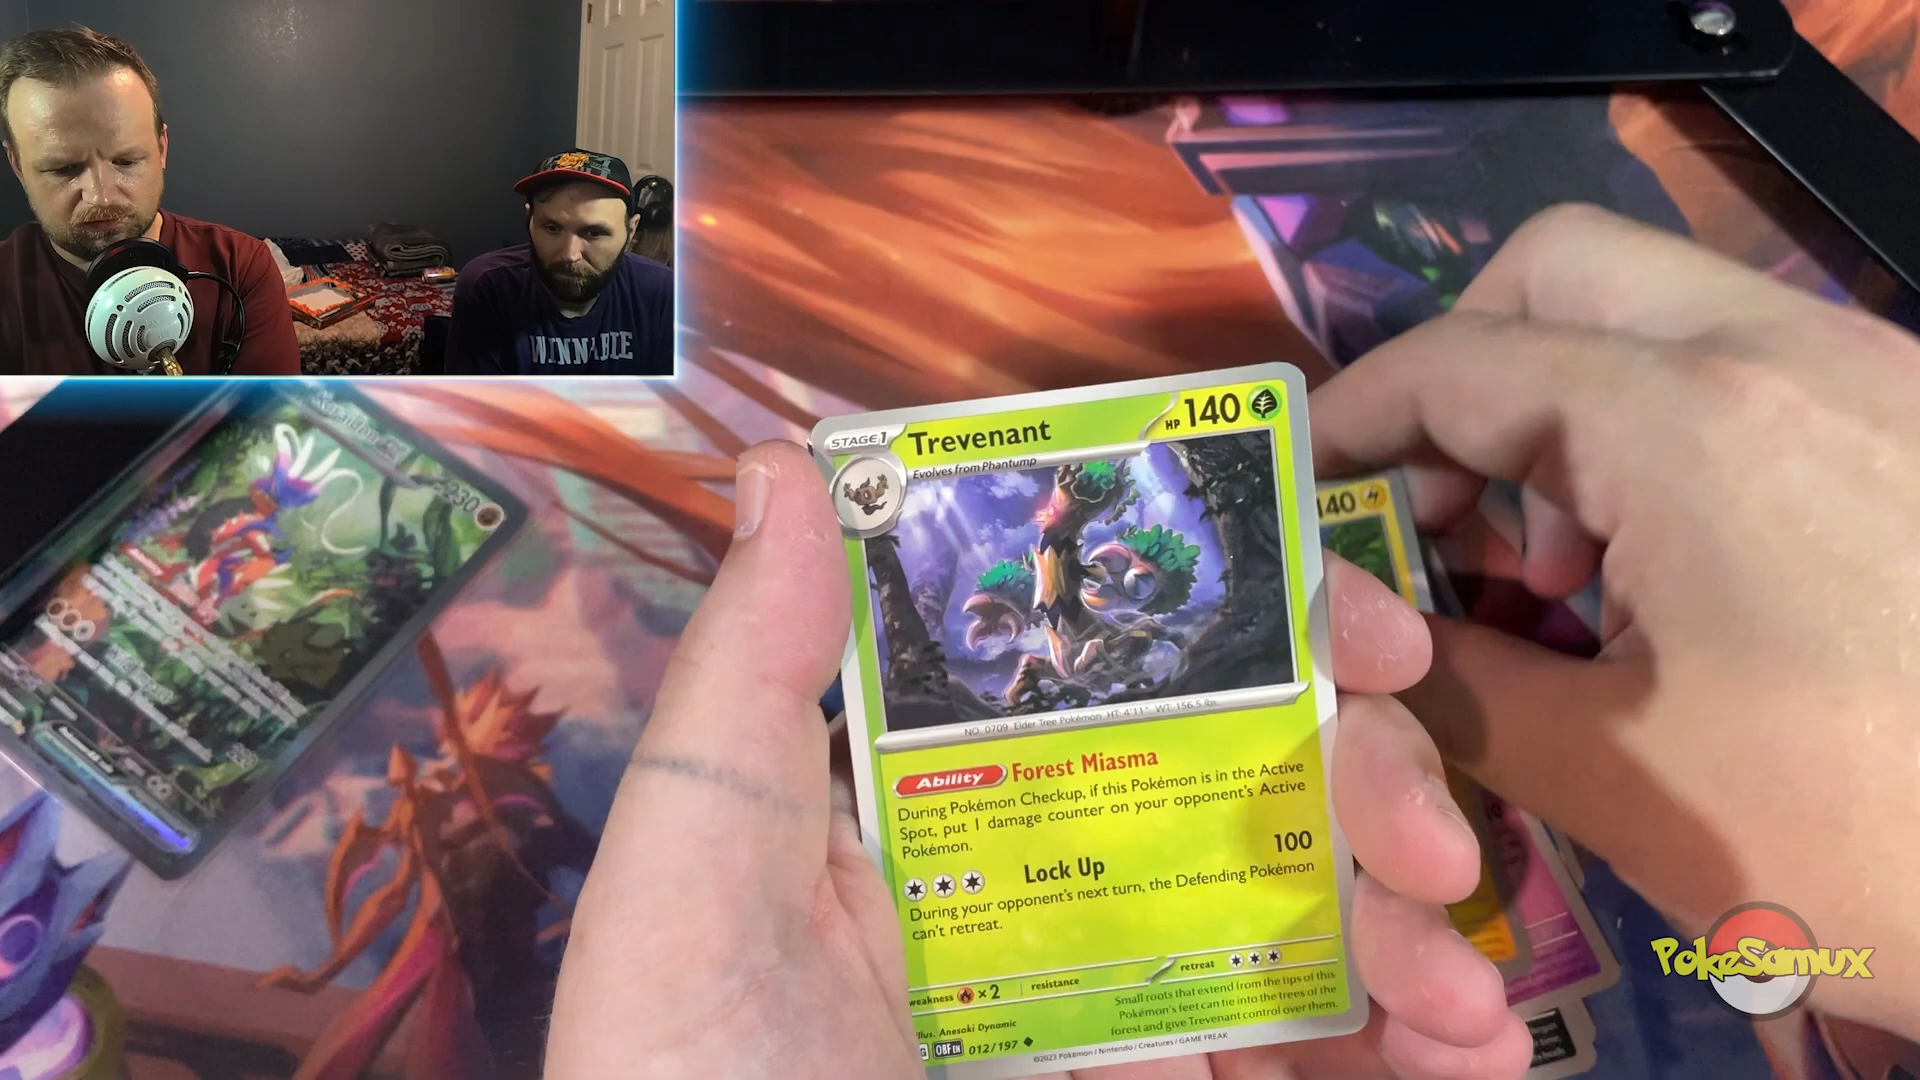 WINNABLE
Koraidon ex
230
STAGE 1 Trevenant HP 140
Evolves from Phantump
140
NO. 0709 Elder Tree Pokémon HT: 4'11" WT: 156.5 lbs.
Ability Forest Miasma
During Pokémon Checkup, if this Pokémon is in the Active
Spot, put 1 damage counter on your opponent's Active
Pokémon.
Lock Up 100
During your opponent's next turn, the Defending Pokémon
can't retreat.
weakness ×2 resistance retreat
Small roots that extend from the tips of this
Pokémon's feet can tie into the trees of the
forest and give Trevenant control over them.
Illus. Anesaki Dynamic
G OBF EN 012/197
©2023 Pokémon / Nintendo / Creatures / GAME FREAK
PokeSamux